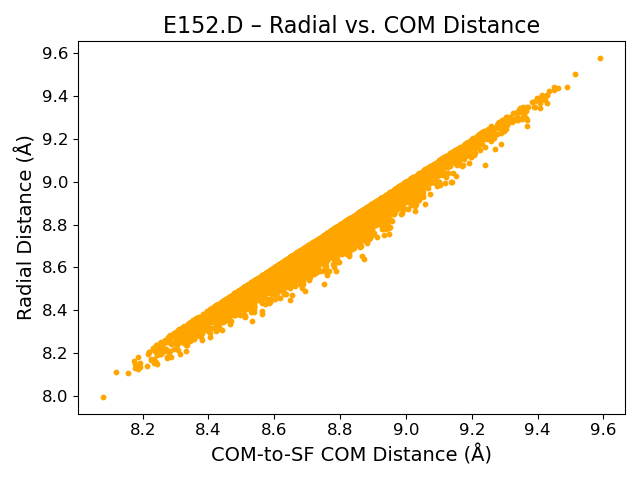 E152.D – Radial vs. COM Distance
Radial Distance (Å)
9.6
9.4
9.2
9.0
8.8
8.6
8.4
8.2
8.0
8.2 8.4 8.6 8.8 9.0 9.2 9.4 9.6
COM-to-SF COM Distance (Å)